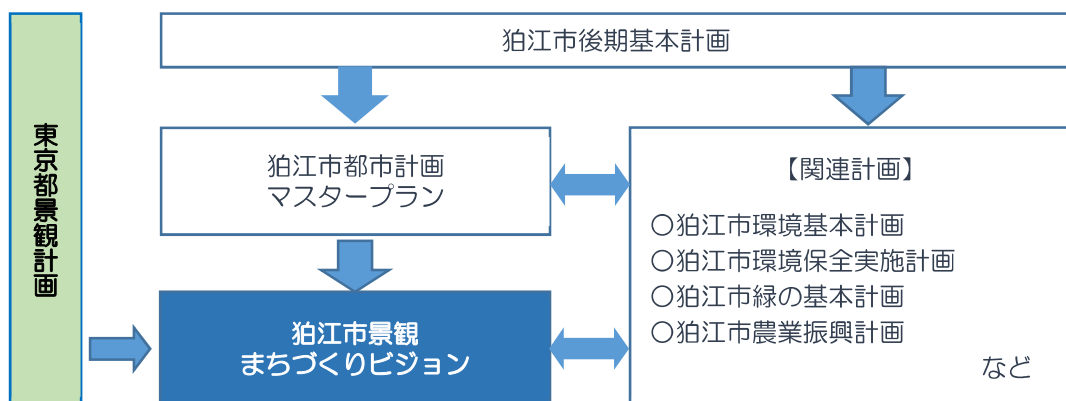 狛江市後期基本計画
東京都景観計画
狛江市都市計画
マスタープラン
【関連計画】
〇狛江市環境基本計画
〇狛江市環境保全実施計画
〇狛江市緑の基本計画
〇狛江市農業振興計画
など
狛江市景観
まちづくりビジョン